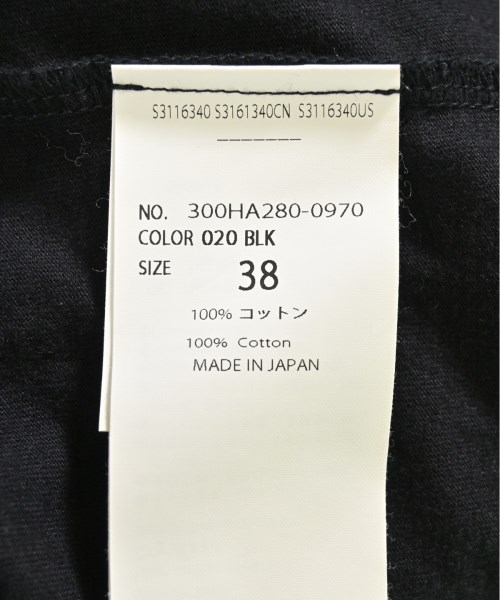 S3116340 S3161340CN S3116340US
_______
NO. 300HA280-0970
COLOR 020 BLK
SIZE 38
100% コットン
100% Cotton
MADE IN JAPAN